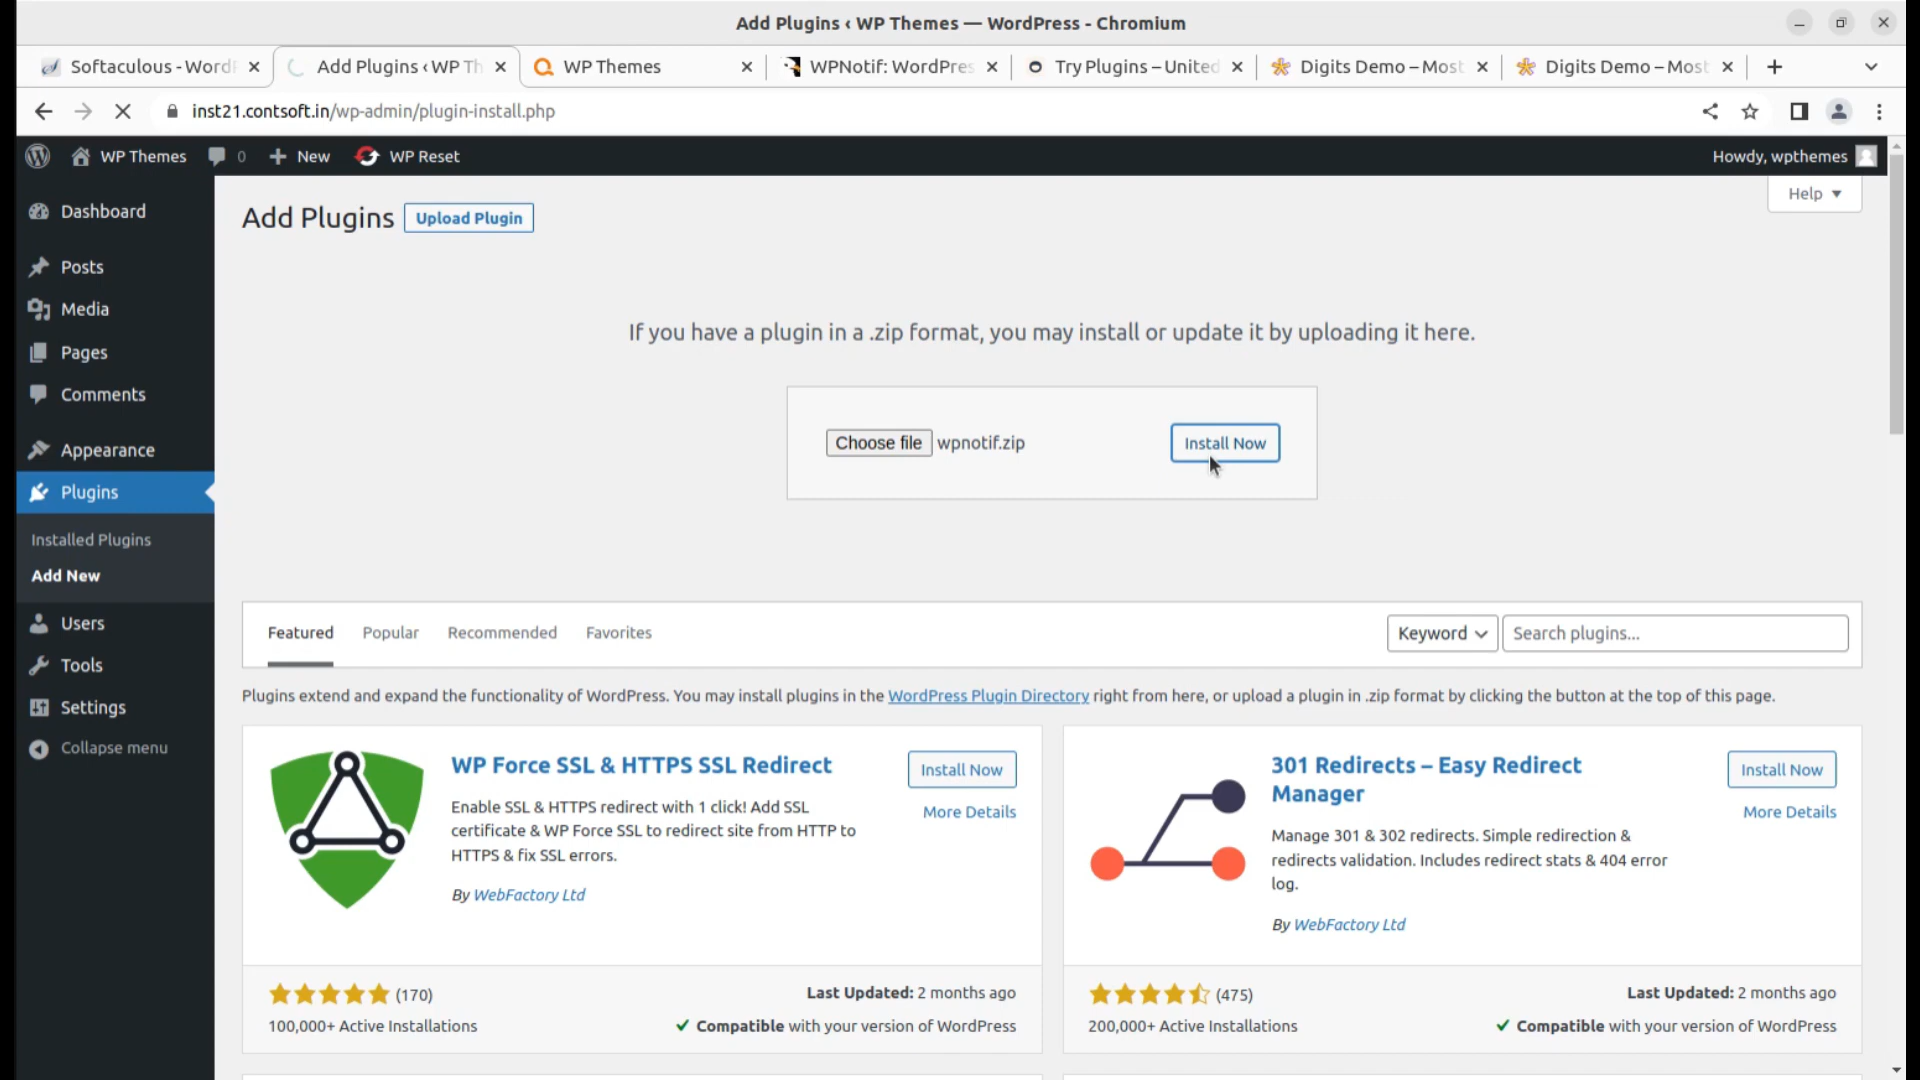 Add Plugins ‹ WP Themes — WordPress - Chromium
Softaculous - Word
Add Plugins ‹ WP Th
WP Themes
WPNotif: WordPres
Try Plugins – United
Digits Demo – Most
Digits Demo – Most
inst21.contsoft.in/wp-admin/plugin-install.php
WP Themes
0
New
WP Reset
Howdy, wpthemes
Help
Dashboard
Posts
Media
Pages
Comments
Appearance
Plugins
Installed Plugins
Add New
Users
Tools
Settings
Collapse menu
Add Plugins
Upload Plugin
If you have a plugin in a .zip format, you may install or update it by uploading it here.
Choose file wpnotif.zip
Install Now
Featured
Popular
Recommended
Favorites
Keyword
Search plugins...
Plugins extend and expand the functionality of WordPress. You may install plugins in the WordPress Plugin Directory right from here, or upload a plugin in .zip format by clicking the button at the top of this page.
WP Force SSL & HTTPS SSL Redirect
Install Now
More Details
Enable SSL & HTTPS redirect with 1 click! Add SSL
certificate & WP Force SSL to redirect site from HTTP to
HTTPS & fix SSL errors.
By WebFactory Ltd
(170)
Last Updated: 2 months ago
100,000+ Active Installations
Compatible with your version of WordPress
301 Redirects – Easy Redirect
Manager
Install Now
More Details
Manage 301 & 302 redirects. Simple redirection &
redirects validation. Includes redirect stats & 404 error
log.
By WebFactory Ltd
(475)
Last Updated: 2 months ago
200,000+ Active Installations
Compatible with your version of WordPress